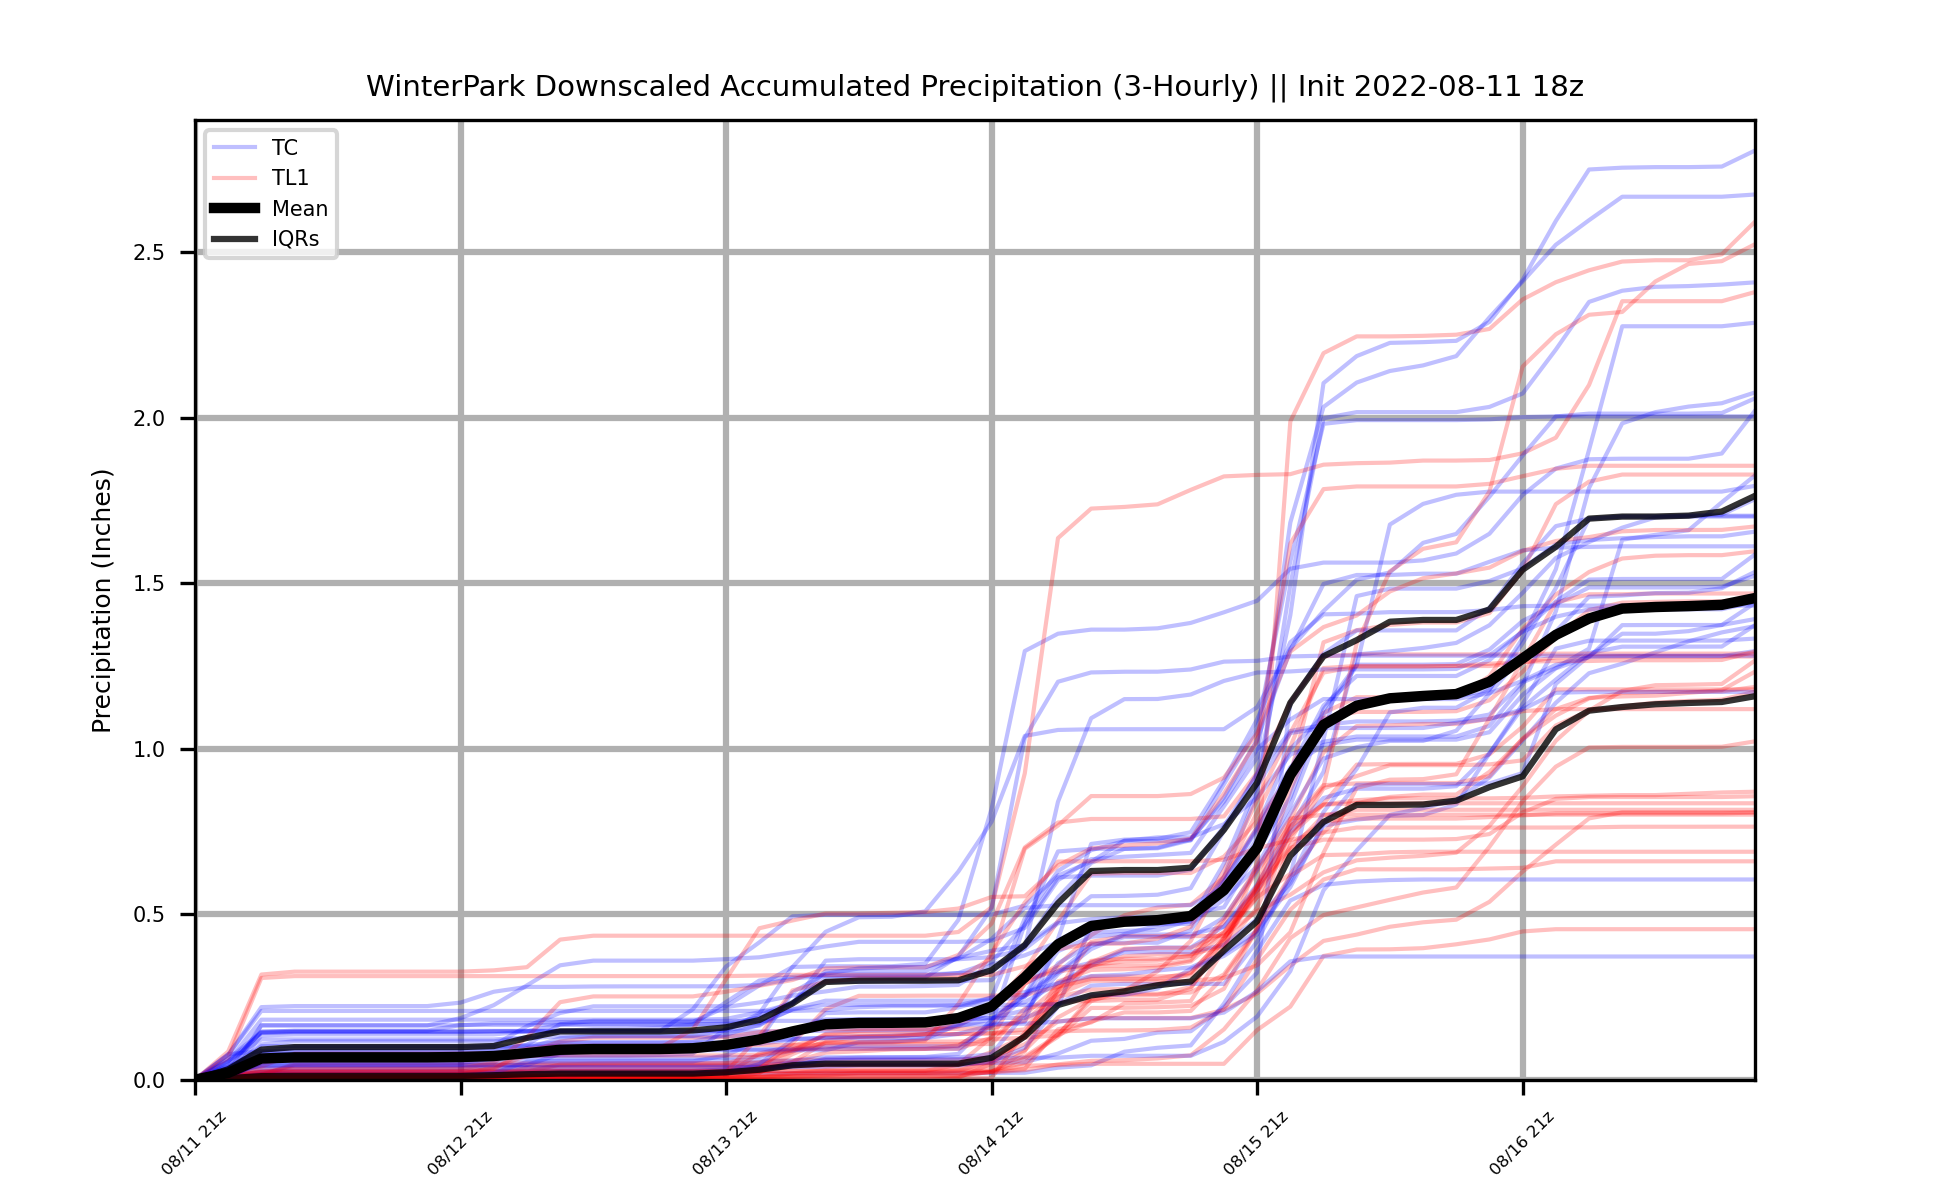 WinterPark Downscaled Accumulated Precipitation (3-Hourly) || Init 2022-08-11 18z
TC
TL1
Mean
IQRs
Precipitation (Inches)
2.5
2.0
1.5
1.0
0.5
0.0
08/11 21z
08/12 21z
08/13 21z
08/14 21z
08/15 21z
08/16 21z